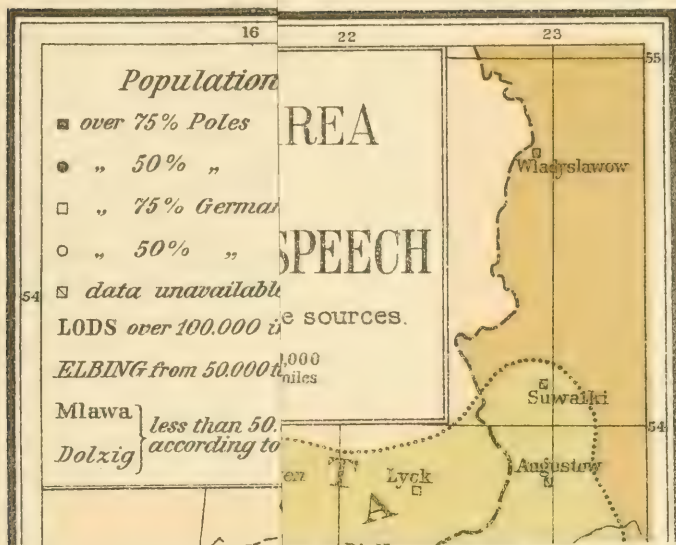 16
22
23
55
Population
over 75% Poles
„ 50% „
„ 75% German
„ 50% „
data unavailable
LODS over 100.000 i
ELBING from 50.000 t
Mlawa
Dolzig
less than 50.
according to
54
REA
SPEECH
e sources.
,000
miles
Wladyslawow
Suwalki
54
Augustow
Lyck
en
T
A